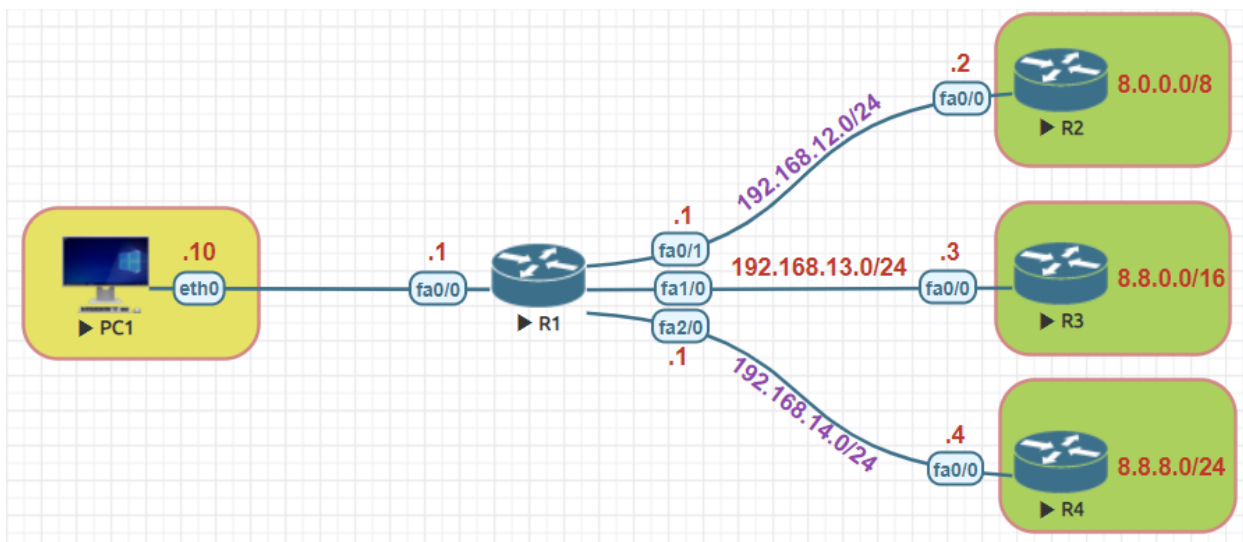 .10
eth0
PC1
.1
fa0/0
R1
.1
fa0/1
fa1/0
fa2/0
.1
192.168.12.0/24
192.168.13.0/24
192.168.14.0/24
.2
fa0/0
R2
8.0.0.0/8
.3
fa0/0
R3
8.8.0.0/16
.4
fa0/0
R4
8.8.8.0/24